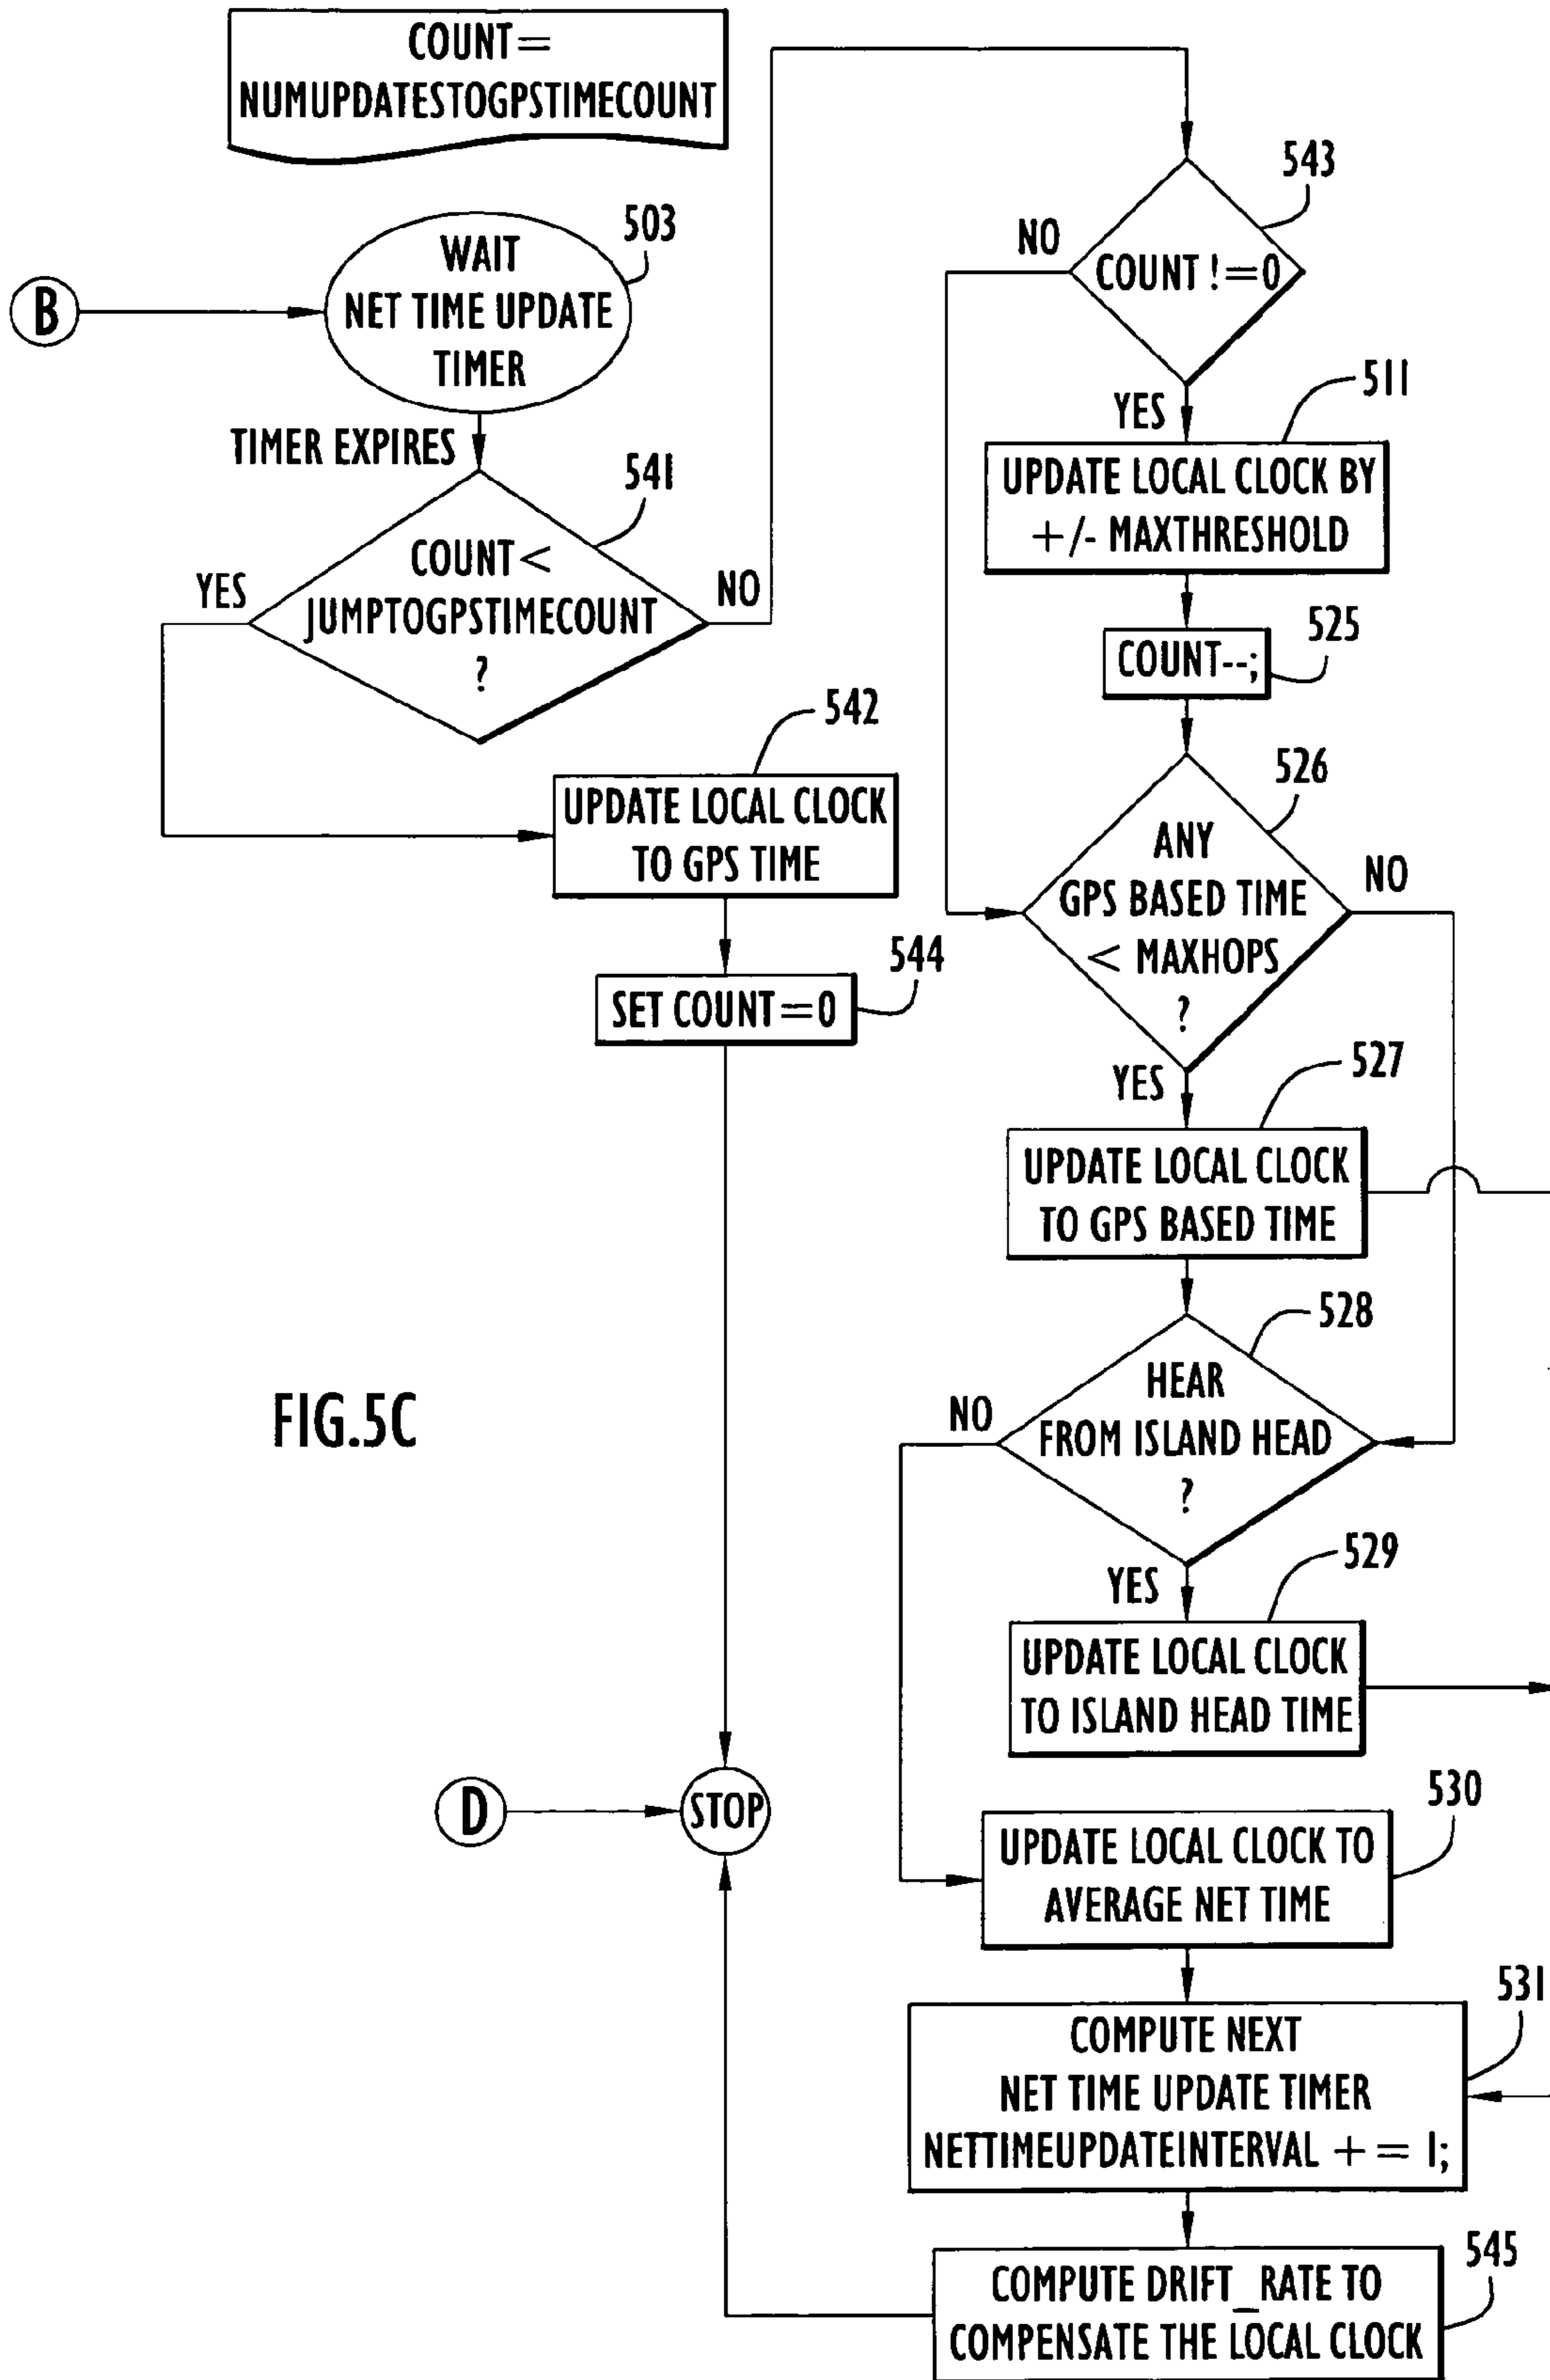 COUNT=
NUMUPDATESTOGPSTIMECOUNT
B
WAIT
NET TIME UPDATE
TIMER
503
TIMER EXPIRES
541
COUNT<
JUMPTOGPSTIMECOUNT
?
YES
NO
542
UPDATE LOCAL CLOCK
TO GPS TIME
544
SET COUNT=0
543
COUNT !=0
NO
YES
511
UPDATE LOCAL CLOCK BY
+/- MAXTHRESHOLD
525
COUNT--;
526
ANY
GPS BASED TIME
< MAXHOPS
?
NO
YES
527
UPDATE LOCAL CLOCK
TO GPS BASED TIME
528
HEAR
FROM ISLAND HEAD
?
NO
YES
529
UPDATE LOCAL CLOCK
TO ISLAND HEAD TIME
FIG.5C
D
STOP
530
UPDATE LOCAL CLOCK TO
AVERAGE NET TIME
531
COMPUTE NEXT
NET TIME UPDATE TIMER
NETTIMEUPDATEINTERVAL += 1;
545
COMPUTE DRIFT_RATE TO
COMPENSATE THE LOCAL CLOCK